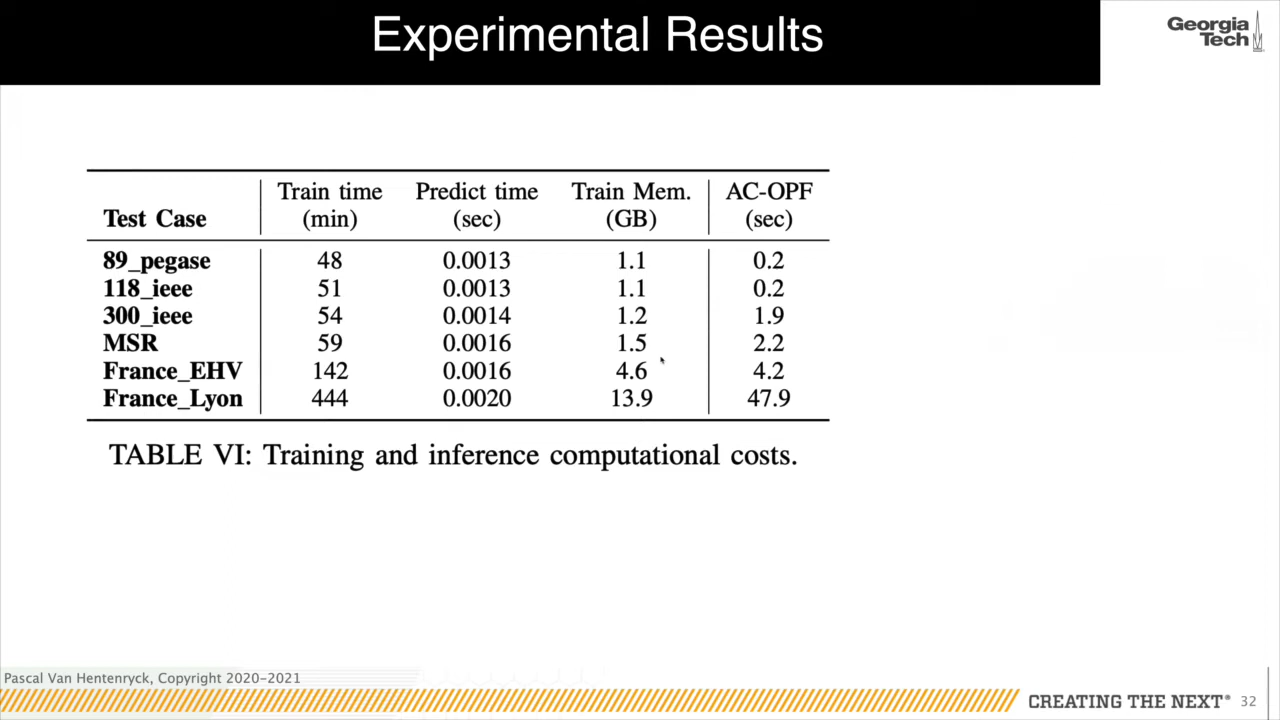 Experimental Results
Georgia
Tech
Test Case Train time (min) Predict time (sec) Train Mem. (GB) AC-OPF (sec)
89_pegase 48 0.0013 1.1 0.2
118_ieee 51 0.0013 1.1 0.2
300_ieee 54 0.0014 1.2 1.9
MSR 59 0.0016 1.5 2.2
France_EHV 142 0.0016 4.6 4.2
France_Lyon 444 0.0020 13.9 47.9
TABLE VI: Training and inference computational costs.
Pascal Van Hentenryck, Copyright 2020-2021
CREATING THE NEXT® 32